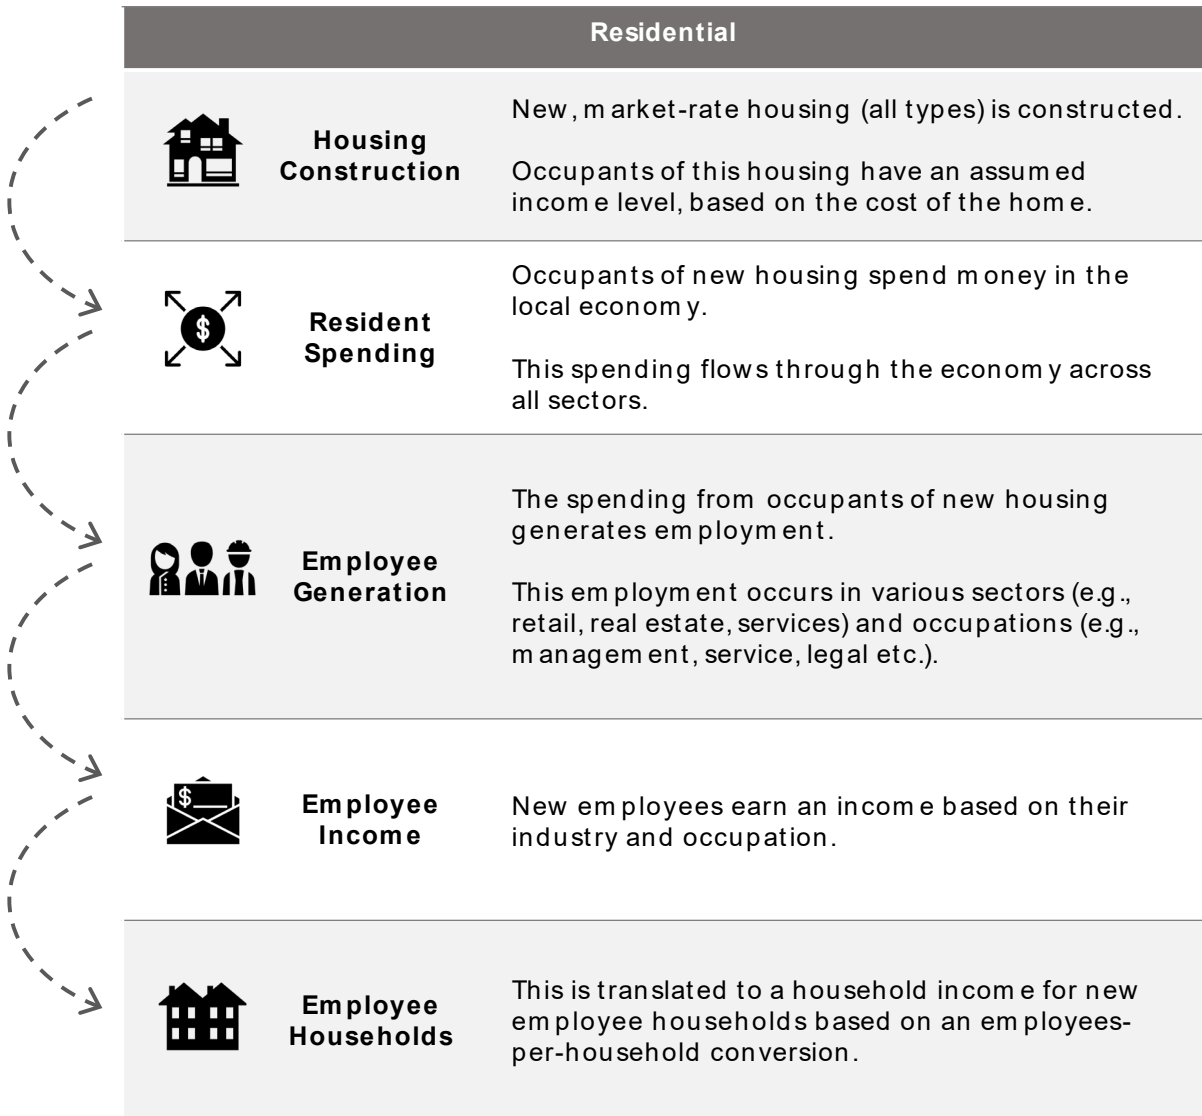 Residential
Housing
Construction
New, market-rate housing (all types) is constructed.
Occupants of this housing have an assumed
income level, based on the cost of the home.
$
Resident
Spending
Occupants of new housing spend money in the
local economy.
This spending flows through the economy across
all sectors.
Employee
Generation
The spending from occupants of new housing
generates employment.
This employment occurs in various sectors (e.g.,
retail, real estate, services) and occupations (e.g.,
management, service, legal etc.).
$
Employee
Income
New employees earn an income based on their
industry and occupation.
Employee
Households
This is translated to a household income for new
employee households based on an employees-
per-household conversion.